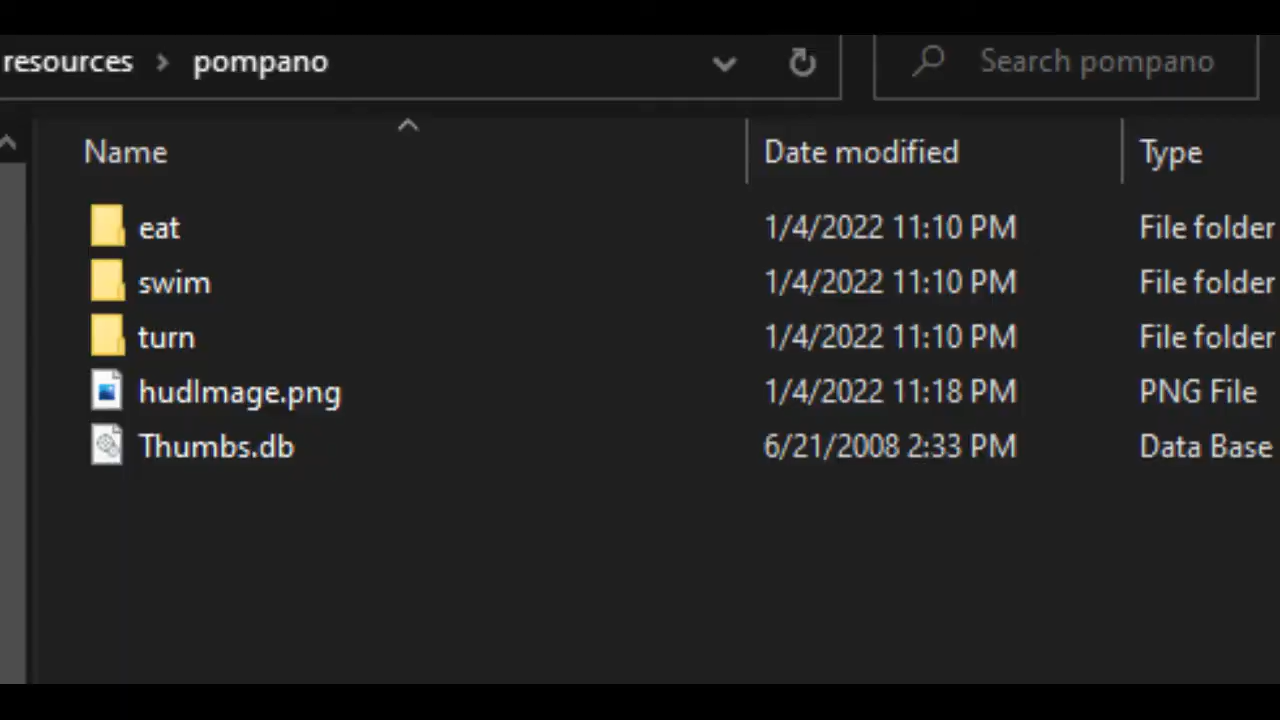 resources > pompano Search pompano
Name Date modified Type
eat 1/4/2022 11:10 PM File folder
swim 1/4/2022 11:10 PM File folder
turn 1/4/2022 11:10 PM File folder
hudImage.png 1/4/2022 11:18 PM PNG File
Thumbs.db 6/21/2008 2:33 PM Data Base